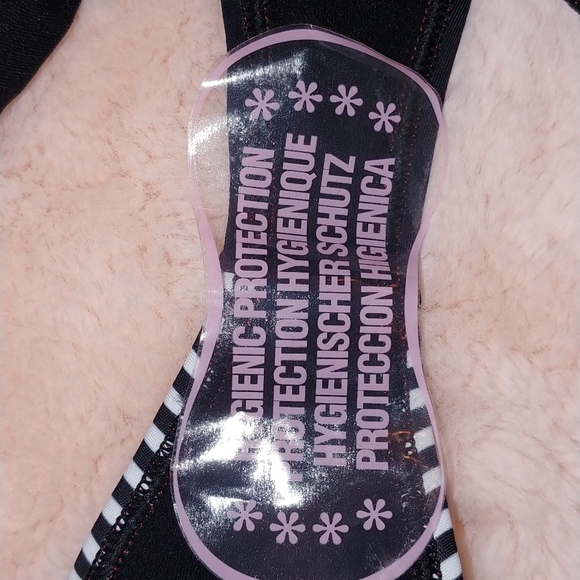 HYGIENIC PROTECTION
PROTECTION HYGIENIQUE
HYGIENISCHER SCHUTZ
PROTECCION HIGIENICA